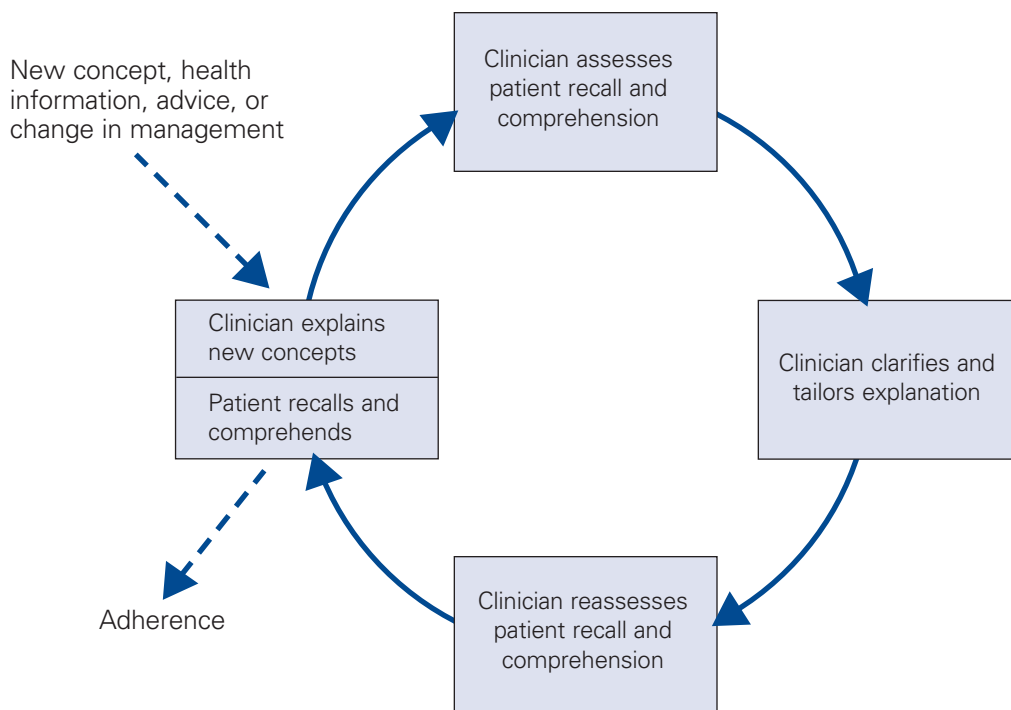 New concept, health
information, advice, or
change in management
Clinician assesses
patient recall and
comprehension
Clinician explains
new concepts
Patient recalls and
comprehends
Clinician clarifies and
tailors explanation
Adherence
Clinician reassesses
patient recall and
comprehension